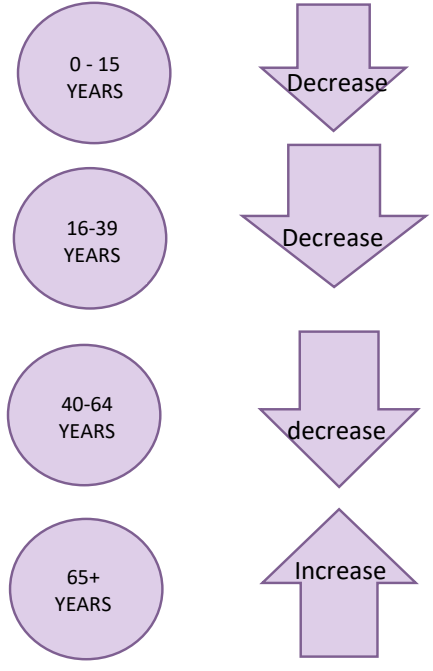 0 - 15
YEARS
Decrease
16-39
YEARS
Decrease
40-64
YEARS
decrease
65+
YEARS
Increase